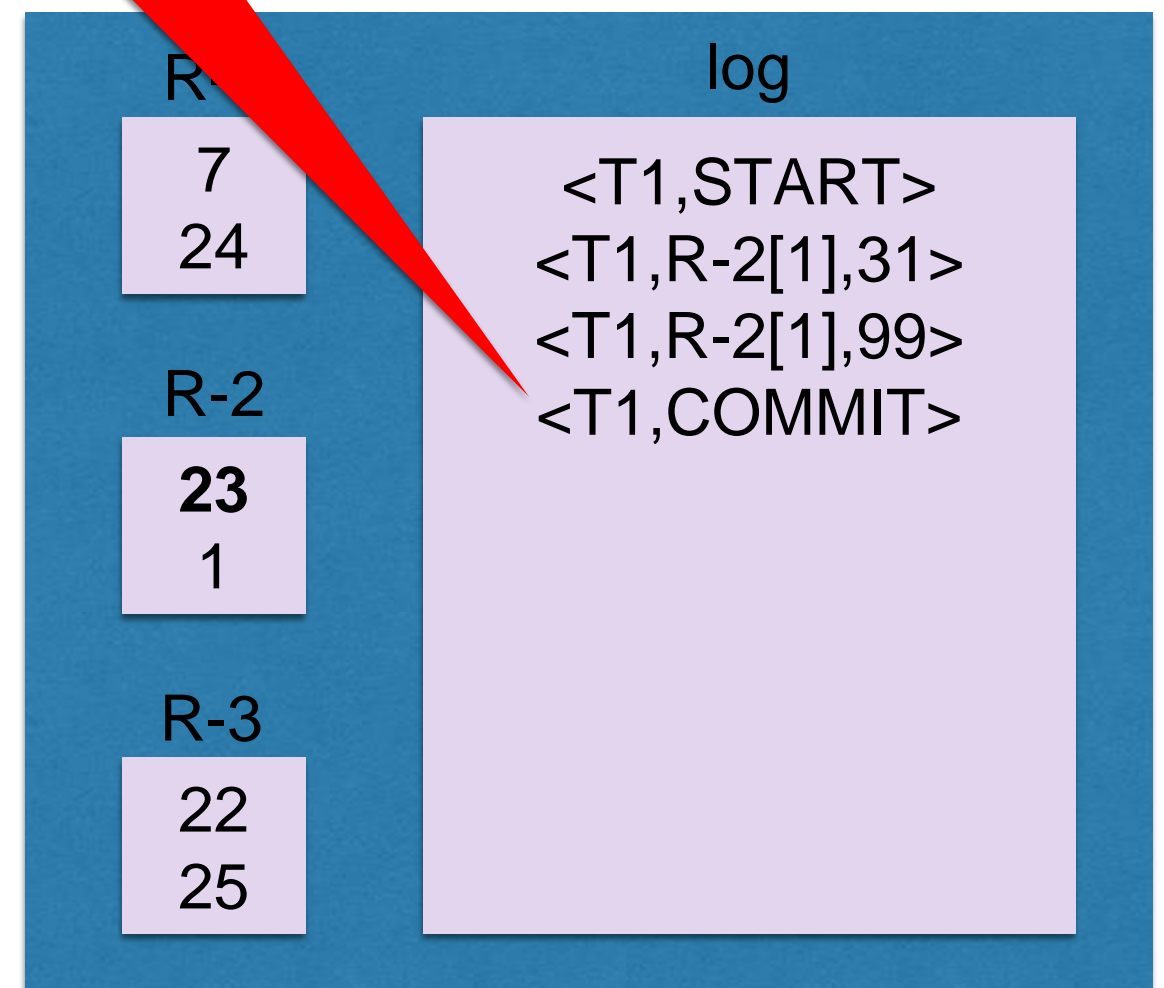 R-
7
24
R-2
23
1
R-3
22
25
log
<T1,START>
<T1,R-2[1],31>
<T1,R-2[1],99>
<T1,COMMIT>